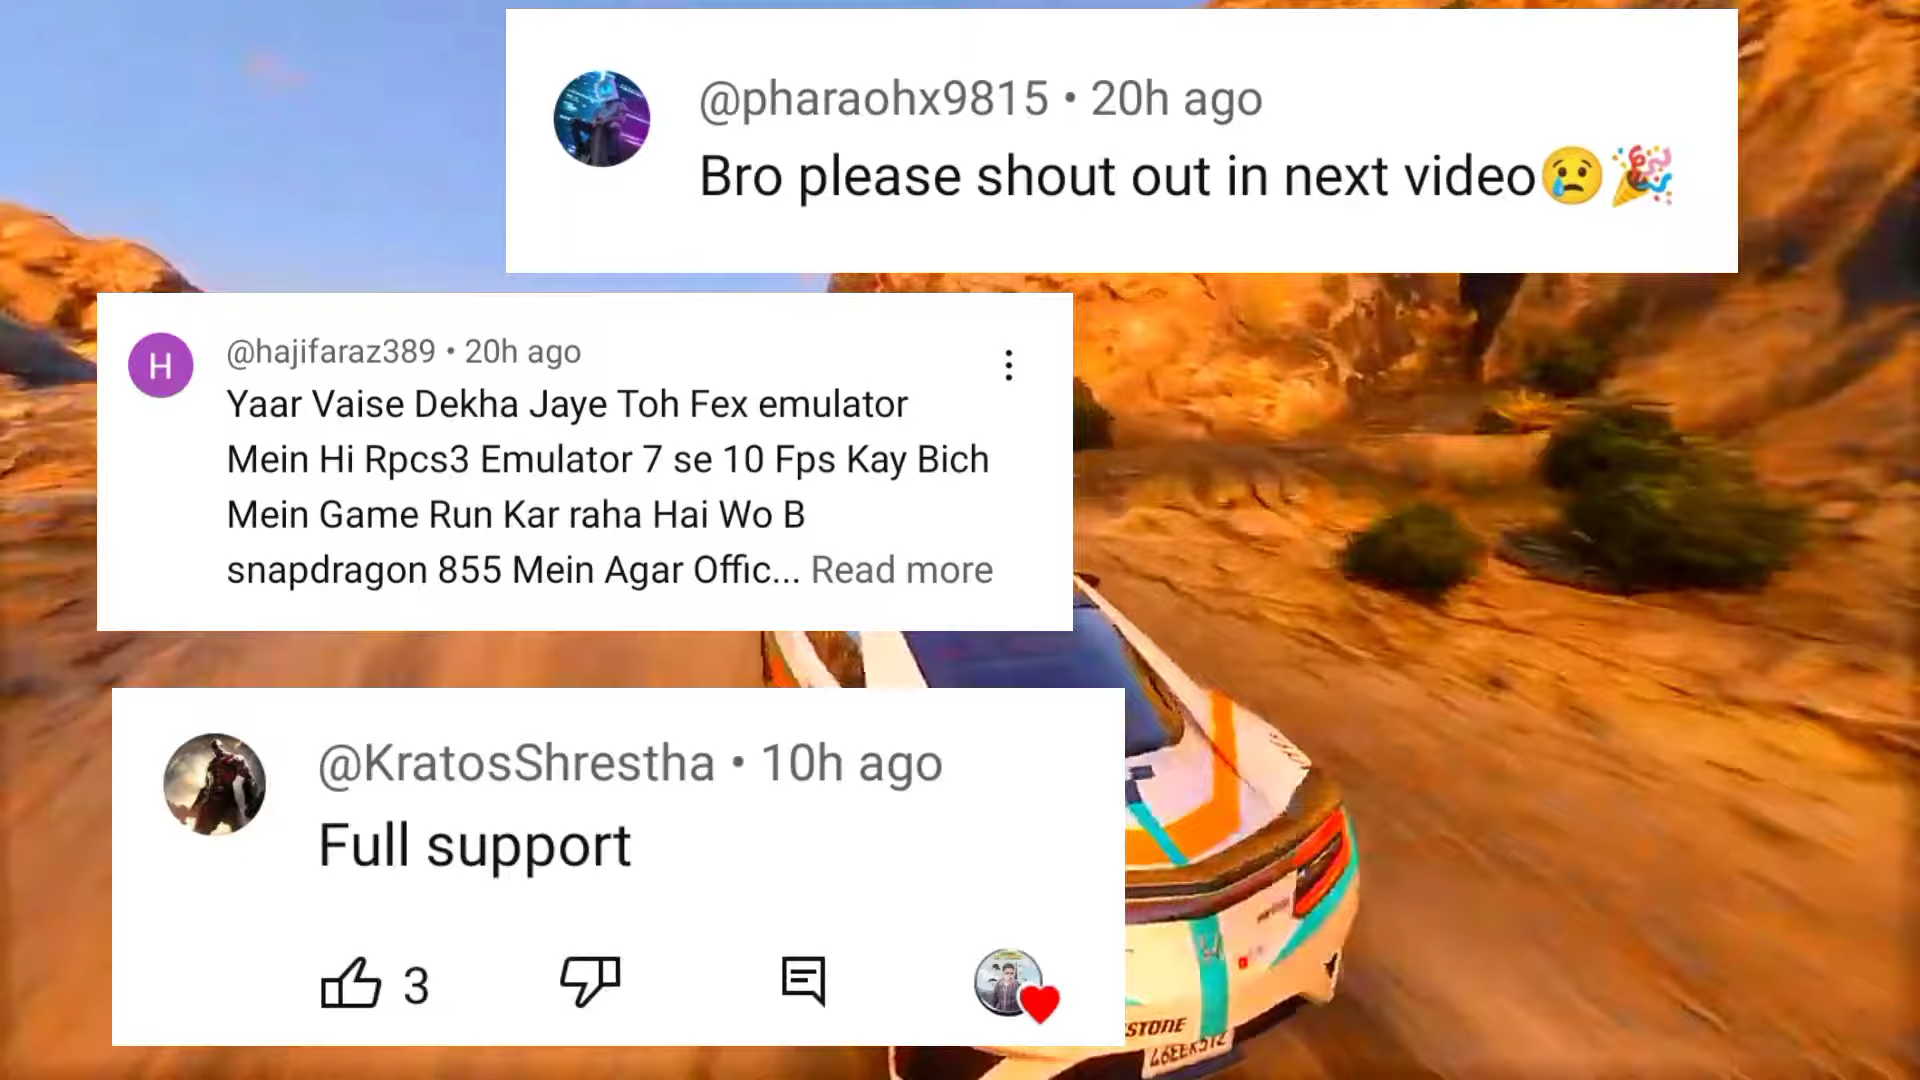 @pharaohx9815 • 20h ago
Bro please shout out in next video😢🎉
H
@hajifaraz389 • 20h ago
Yaar Vaise Dekha Jaye Toh Fex emulator
Mein Hi Rpcs3 Emulator 7 se 10 Fps Kay Bich
Mein Game Run Kar raha Hai Wo B
snapdragon 855 Mein Agar Offic... Read more
@KratosShrestha • 10h ago
Full support
3
STONE